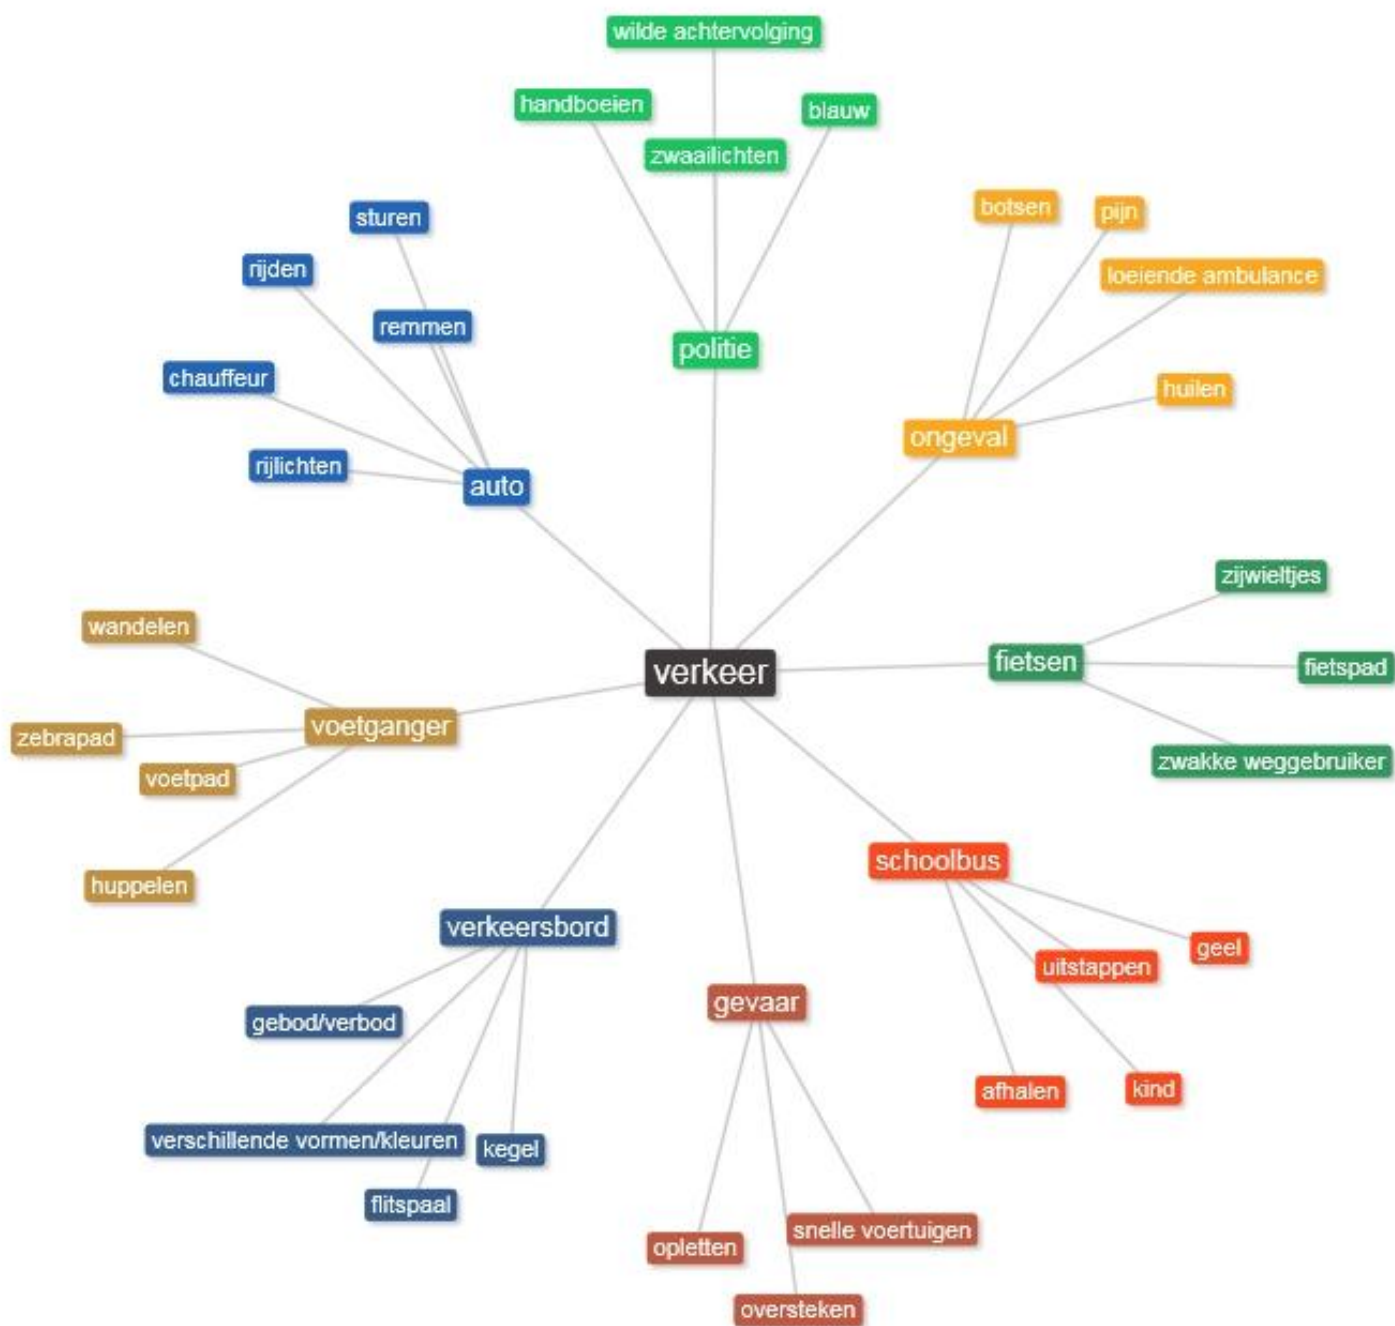 wilde achtervolging
handboeien
blauw
zwaailichten
politie
botsen
pijn
loeiende ambulance
huilen
ongeval
sturen
rijden
remmen
chauffeur
rijlichten
auto
zijwieltjes
fietsen
fietspad
zwakke weggebruiker
verkeer
wandelen
voetganger
zebrapad
voetpad
huppelen
schoolbus
geel
uitstappen
afhalen
kind
verkeersbord
gebod/verbod
verschillende vormen/kleuren
kegel
flitspaal
gevaar
opletten
snelle voertuigen
oversteken